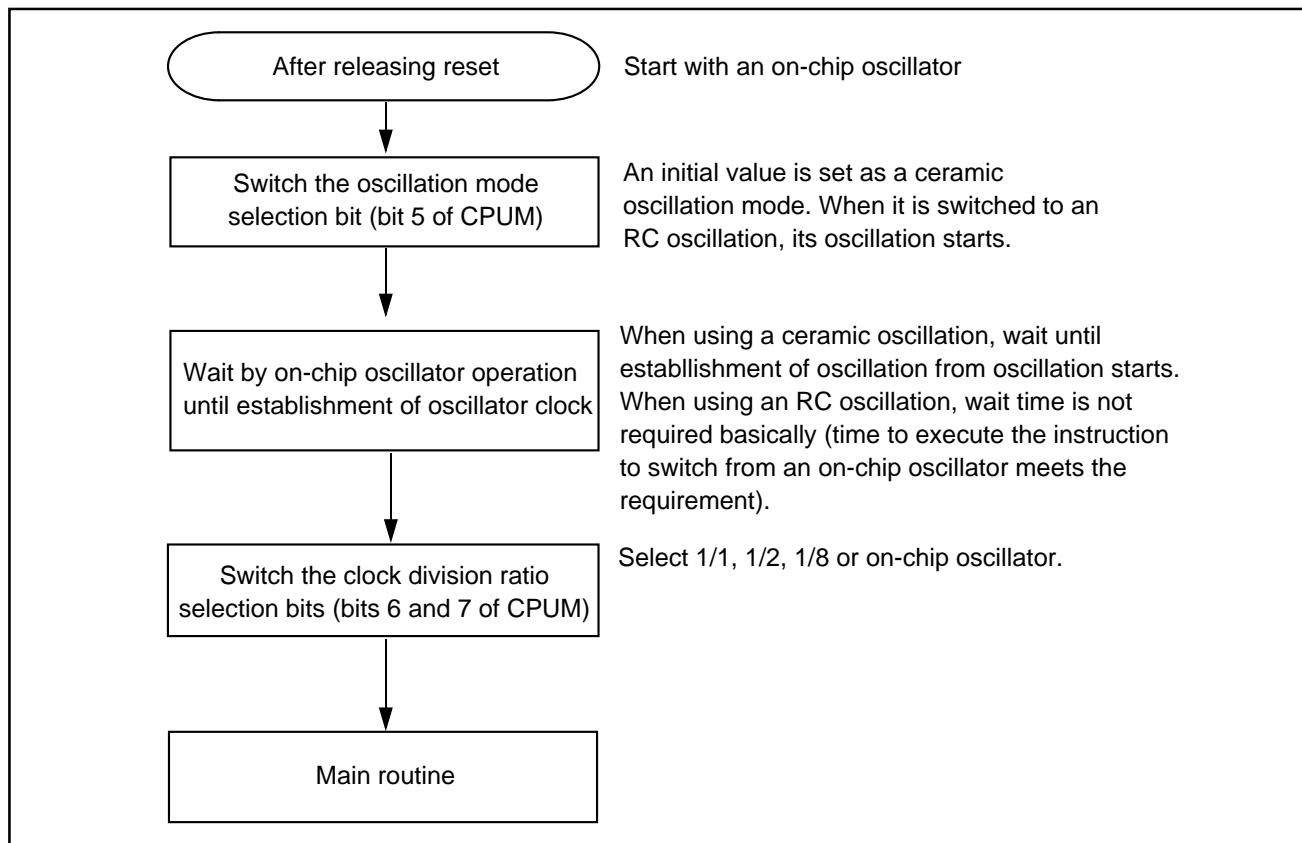 After releasing reset
Start with an on-chip oscillator
Switch the oscillation mode
selection bit (bit 5 of CPUM)
An initial value is set as a ceramic
oscillation mode. When it is switched to an
RC oscillation, its oscillation starts.
Wait by on-chip oscillator operation
until establishment of oscillator clock
When using a ceramic oscillation, wait until
establlishment of oscillation from oscillation starts.
When using an RC oscillation, wait time is not
required basically (time to execute the instruction
to switch from an on-chip oscillator meets the
requirement).
Switch the clock division ratio
selection bits (bits 6 and 7 of CPUM)
Select 1/1, 1/2, 1/8 or on-chip oscillator.
Main routine